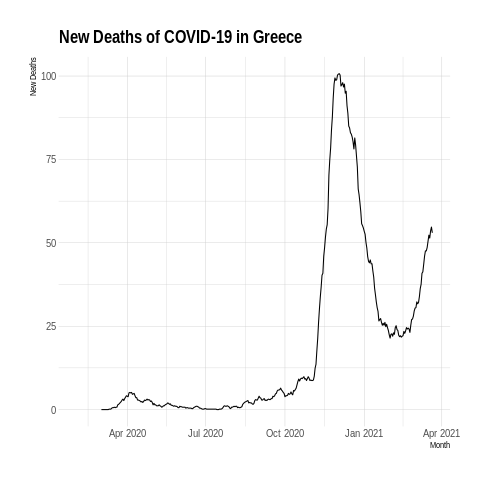 New Deaths of COVID-19 in Greece
New Deaths
100
75
50
25
0
Apr 2020 Jul 2020 Oct 2020 Jan 2021 Apr 2021
Month